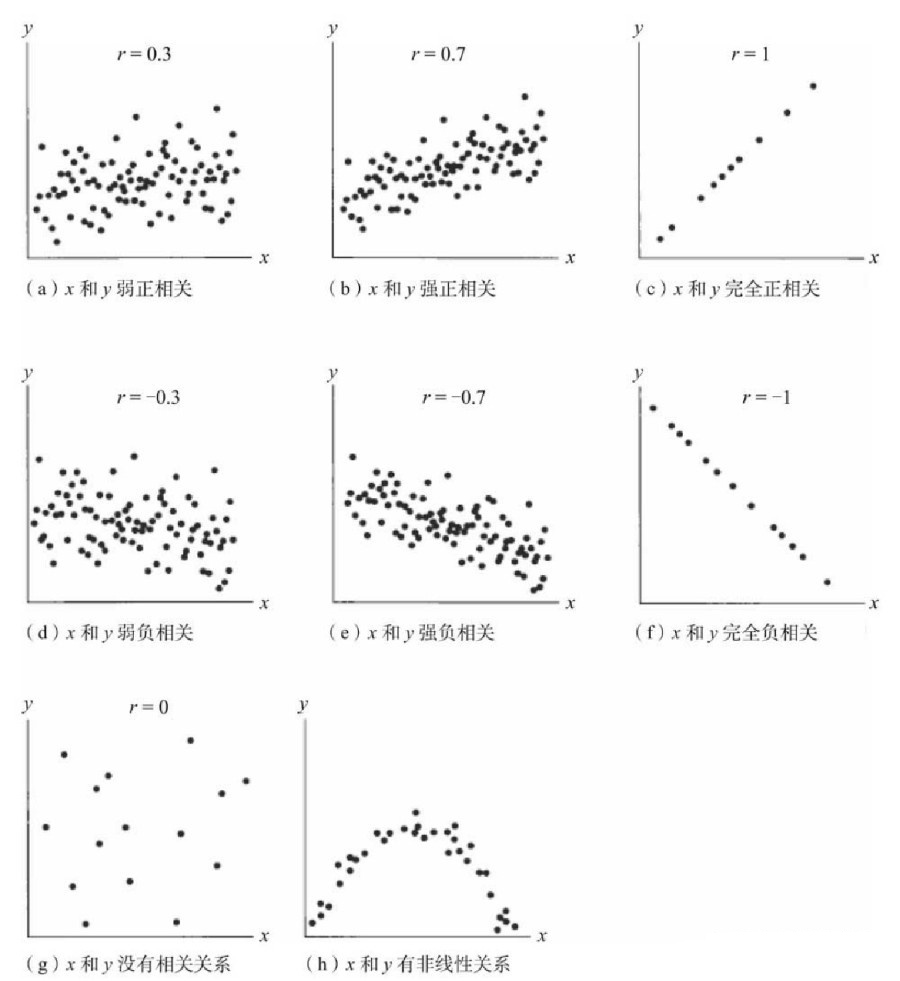 y
r = 0.3
x
(a) x 和 y 弱正相关
y
r = 0.7
x
(b) x 和 y 强正相关
y
r = 1
x
(c) x 和 y 完全正相关
y
r = -0.3
x
(d) x 和 y 弱负相关
y
r = -0.7
x
(e) x 和 y 强负相关
y
r = -1
x
(f) x 和 y 完全负相关
y
r = 0
x
(g) x 和 y 没有相关关系
y
x
(h) x 和 y 有非线性关系